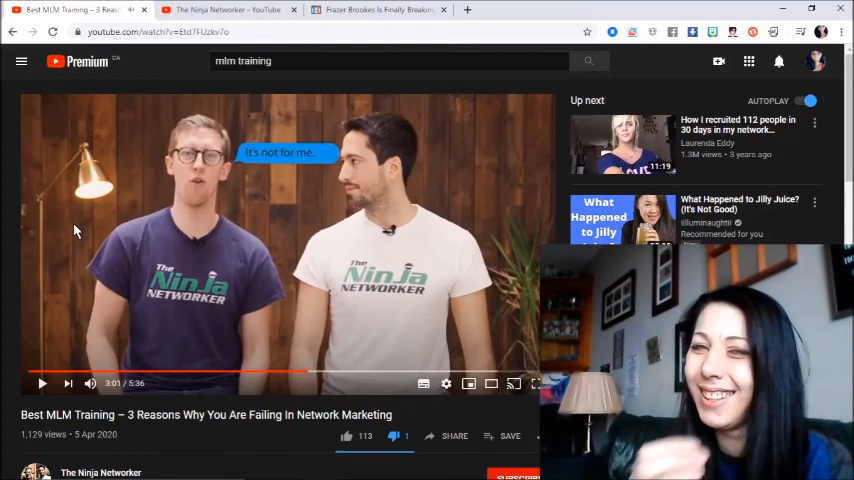 Best MLM Training – 3 Reas
The Ninja Networker - YouTube
Frazer Brookes Is Finally Breakin
youtube.com/watch?v=Etd7FUzkv7o
Premium
CA
mlm training
It's not for me.
The
Ninja
NETWORKER
The
Ninja
NETWORKER
3:01 / 5:36
Best MLM Training – 3 Reasons Why You Are Failing In Network Marketing
1,129 views • 5 Apr 2020
113
1
SHARE
SAVE
The Ninja Networker
Up next
AUTOPLAY
11:19
How I recruited 112 people in
30 days in my network...
Laurenda Eddy
1.3M views • 3 years ago
What
Happened
to Jilly
What Happened to Jilly Juice?
(It's Not Good)
iilluminaughtii
Recommended for you